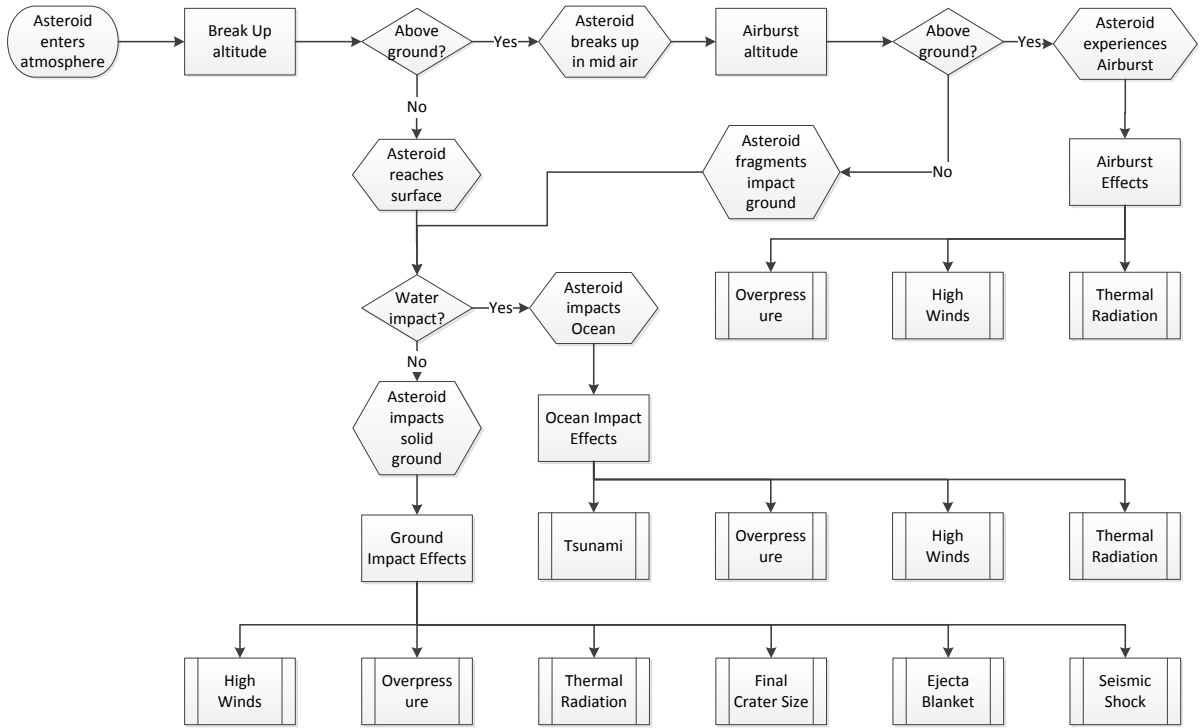 Asteroid
enters
atmosphere
Break Up
altitude
Above
ground?
Yes
Asteroid
breaks up
in mid air
Airburst
altitude
Above
ground?
Yes
Asteroid
experiences
Airburst
No
Asteroid
reaches
surface
Asteroid
fragments
impact
ground
No
Airburst
Effects
Overpress
ure
High
Winds
Thermal
Radiation
Water
impact?
Yes
Asteroid
impacts
Ocean
No
Asteroid
impacts
solid
ground
Ocean Impact
Effects
Ground
Impact Effects
Tsunami
Overpress
ure
High
Winds
Thermal
Radiation
High
Winds
Overpress
ure
Thermal
Radiation
Final
Crater Size
Ejecta
Blanket
Seismic
Shock